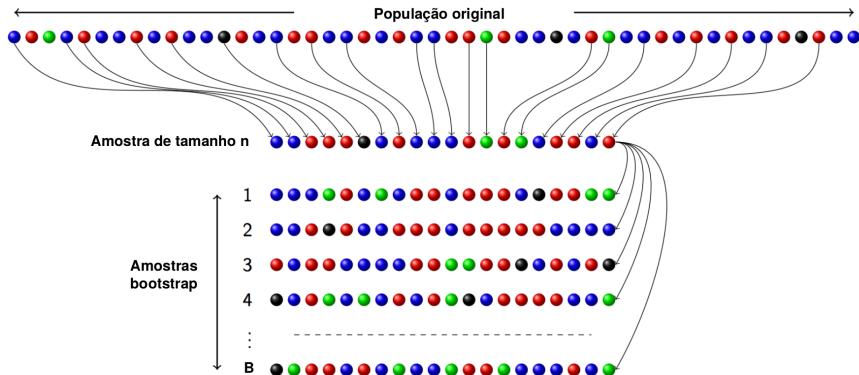 População original
Amostra de tamanho n
1
2
Amostras
bootstrap
3
4
⋮
B